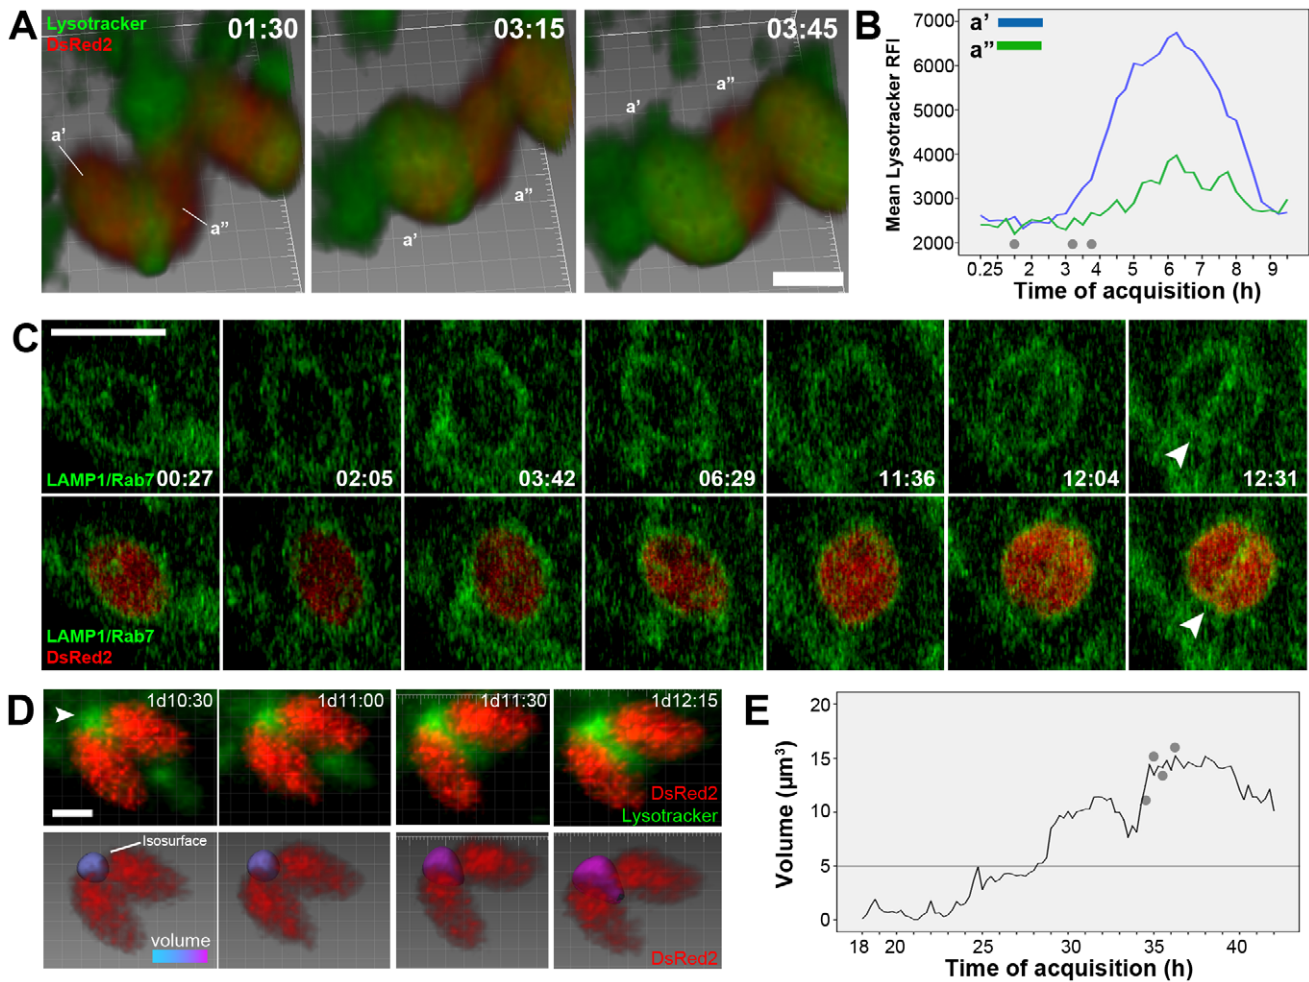 A
Lysotracker
DsRed2
01:30
a’
a”
03:15
a’
a”
03:45
a’
a”
B
a’
a”
Mean Lysotracker RFI
7000
6000
5000
4000
3000
2000
0.25 2 3 4 5 6 7 8 9
Time of acquisition (h)
C
LAMP1/Rab7
00:27
02:05
03:42
06:29
11:36
12:04
12:31
LAMP1/Rab7
DsRed2
D
1d10:30
1d11:00
1d11:30
1d12:15
DsRed2
Lysotracker
Isosurface
volume
DsRed2
E
Volume (µm³)
20
15
10
5
0
18 20 25 30 35 40
Time of acquisition (h)